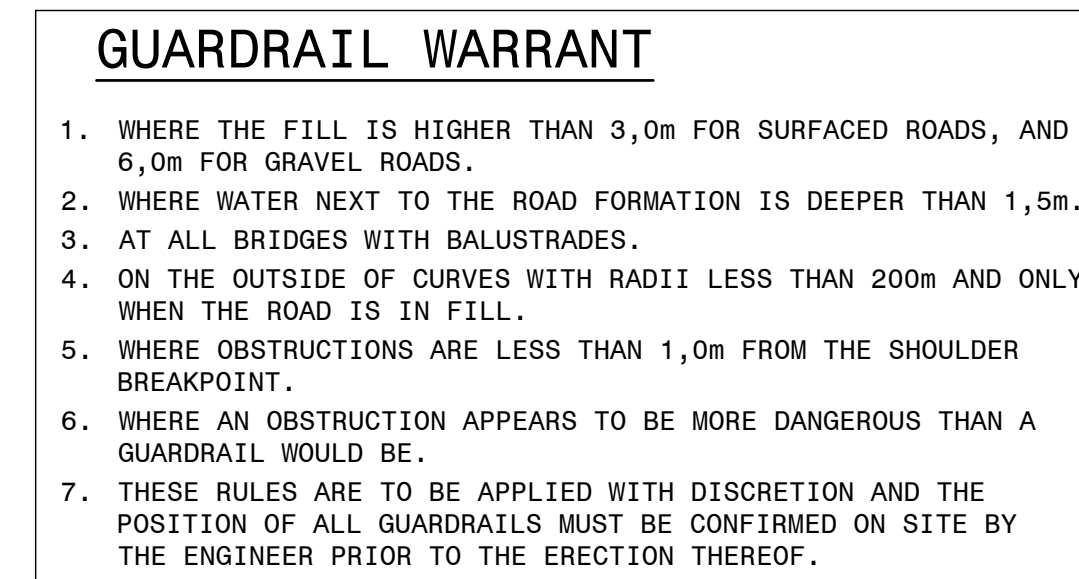 GUARDRAIL WARRANT
1. WHERE THE FILL IS HIGHER THAN 3,0m FOR SURFACED ROADS, AND
6,0m FOR GRAVEL ROADS.
2. WHERE WATER NEXT TO THE ROAD FORMATION IS DEEPER THAN 1,5m.
3. AT ALL BRIDGES WITH BALUSTRADES.
4. ON THE OUTSIDE OF CURVES WITH RADII LESS THAN 200m AND ONLY
WHEN THE ROAD IS IN FILL.
5. WHERE OBSTRUCTIONS ARE LESS THAN 1,0m FROM THE SHOULDER
BREAKPOINT.
6. WHERE AN OBSTRUCTION APPEARS TO BE MORE DANGEROUS THAN A
GUARDRAIL WOULD BE.
7. THESE RULES ARE TO BE APPLIED WITH DISCRETION AND THE
POSITION OF ALL GUARDRAILS MUST BE CONFIRMED ON SITE BY
THE ENGINEER PRIOR TO THE ERECTION THEREOF.